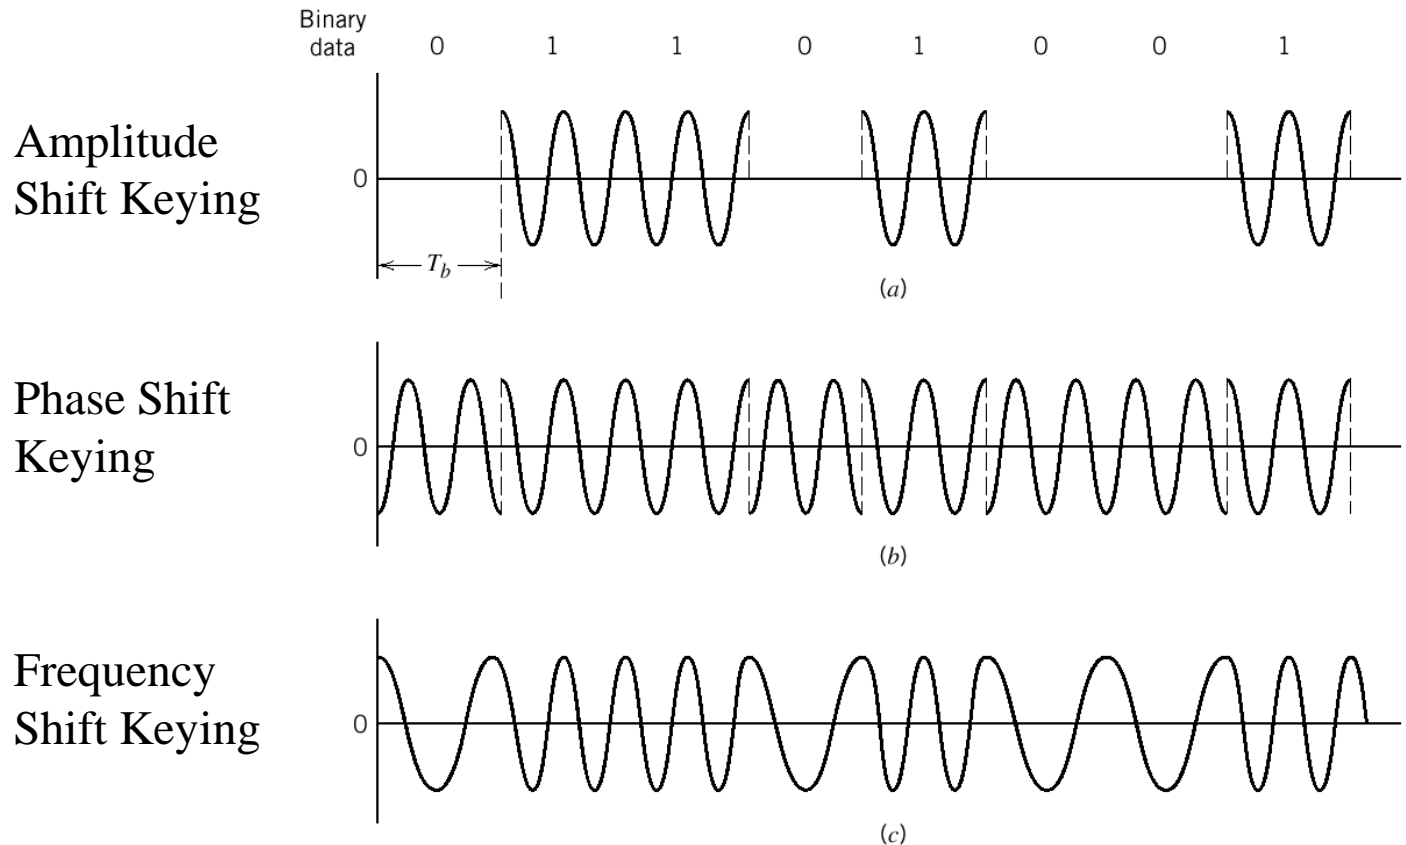 Binary
data 0 1 1 0 1 0 0 1
Amplitude
Shift Keying
0
T_b
(a)
Phase Shift
Keying
0
(b)
Frequency
Shift Keying
0
(c)